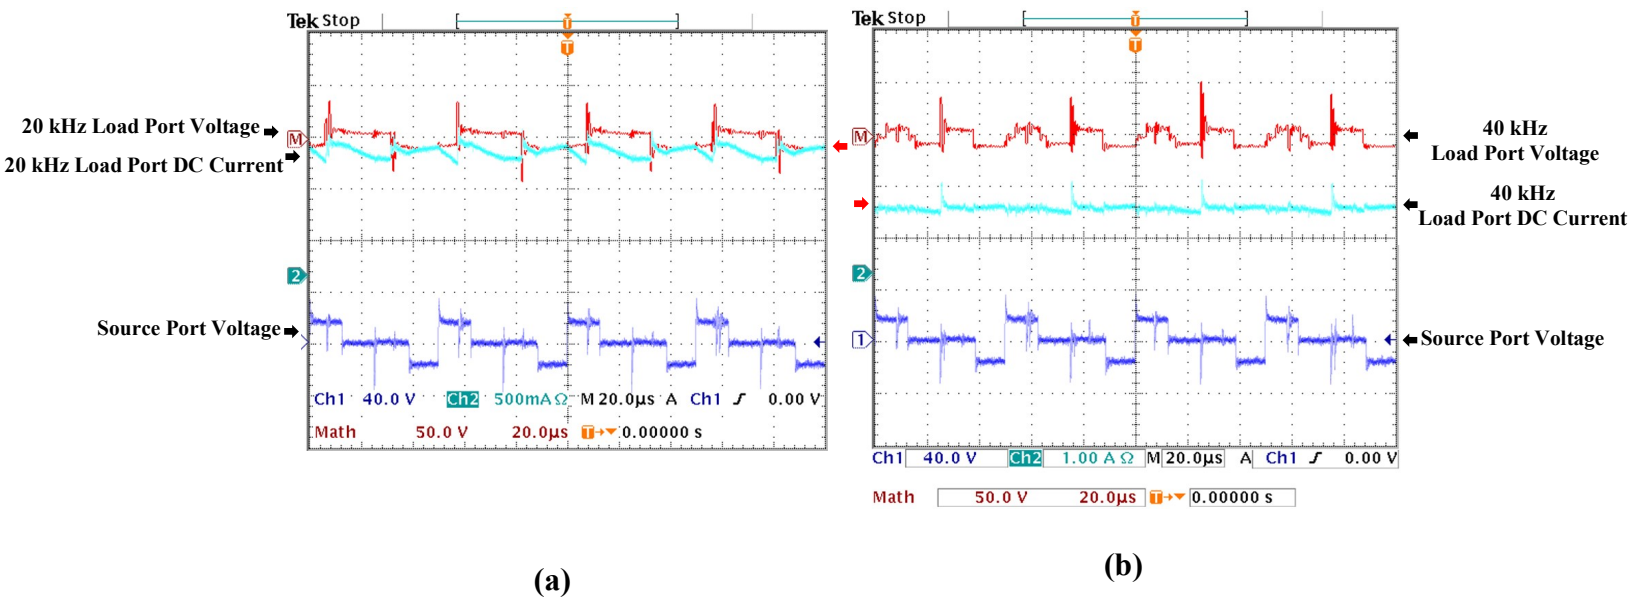 Tek Stop
T
T
20 kHz Load Port Voltage
M
20 kHz Load Port DC Current
2
Source Port Voltage
Ch1 40.0 V Ch2 500mAΩ M 20.0µs A Ch1 ƒ 0.00 V
Math 50.0 V 20.0µs T 0.00000 s
(a)
Tek Stop
T
T
M
40 kHz
Load Port Voltage
40 kHz
Load Port DC Current
2
1
Source Port Voltage
Ch1 40.0 V Ch2 1.00 A Ω M 20.0µs A Ch1 ƒ 0.00 V
Math 50.0 V 20.0µs T 0.00000 s
(b)